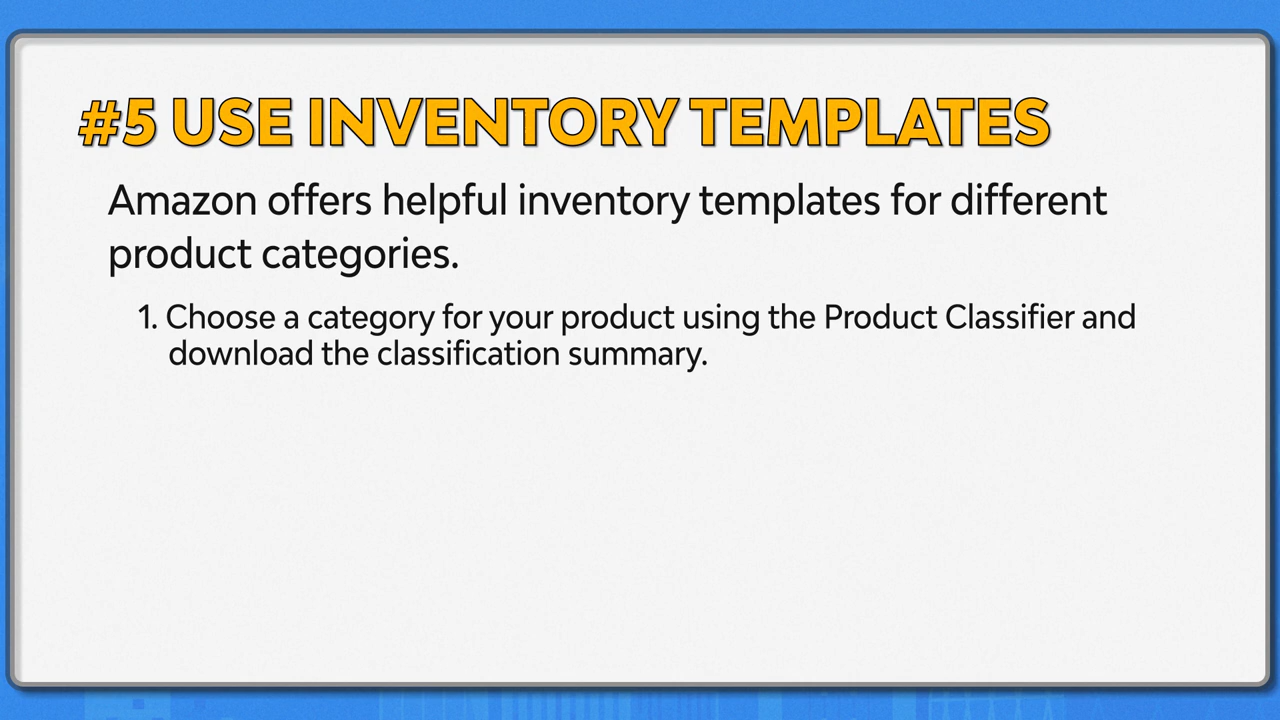 #5 USE INVENTORY TEMPLATES
Amazon offers helpful inventory templates for different
product categories.
1. Choose a category for your product using the Product Classifier and
download the classification summary.